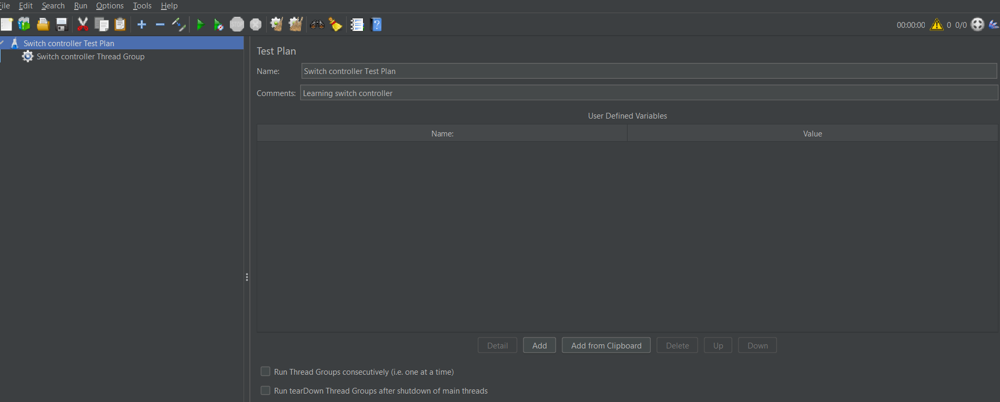 File Edit Search Run Options Tools Help
STOP
00:00:00 0 0/0
Switch controller Test Plan
Switch controller Thread Group
Test Plan
Name: Switch controller Test Plan
Comments: Learning switch controller
User Defined Variables
Name: Value
Detail Add Add from Clipboard Delete Up Down
Run Thread Groups consecutively (i.e. one at a time)
Run tearDown Thread Groups after shutdown of main threads